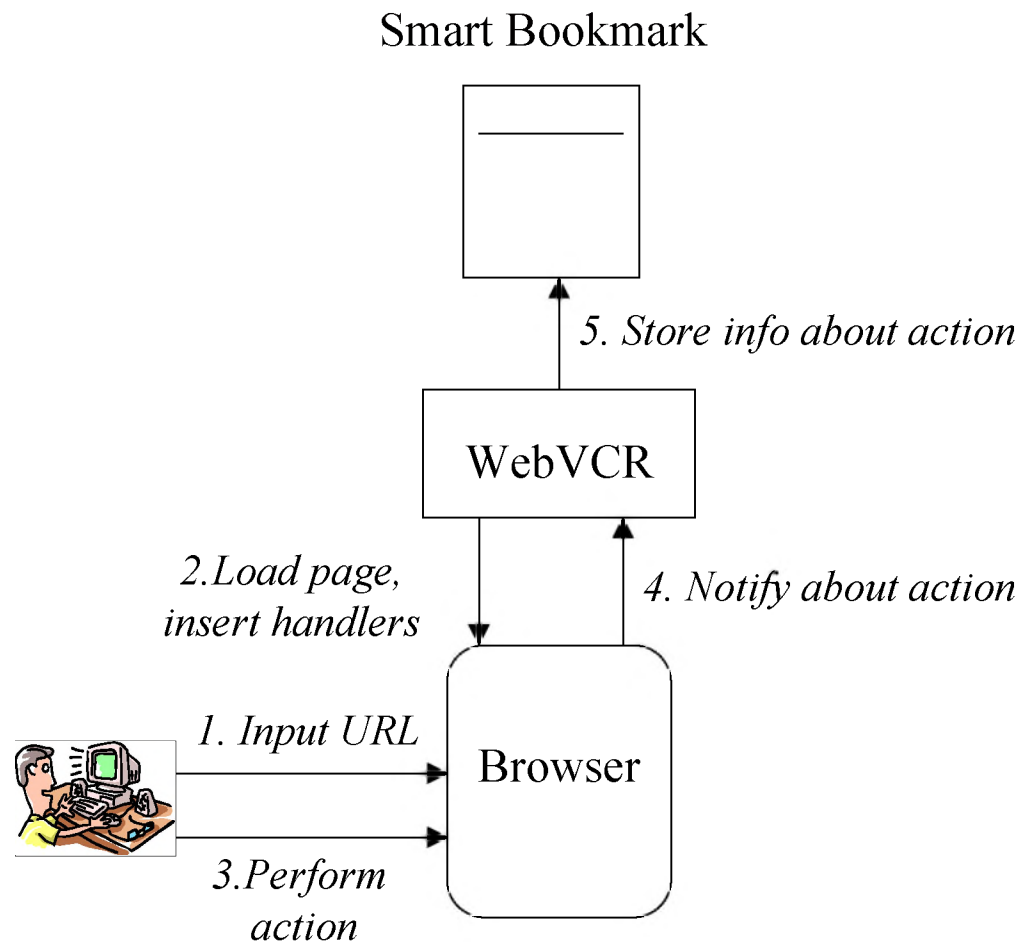 Smart Bookmark
5. Store info about action
WebVCR
2.Load page,
insert handlers
4. Notify about action
1. Input URL
Browser
3.Perform
action